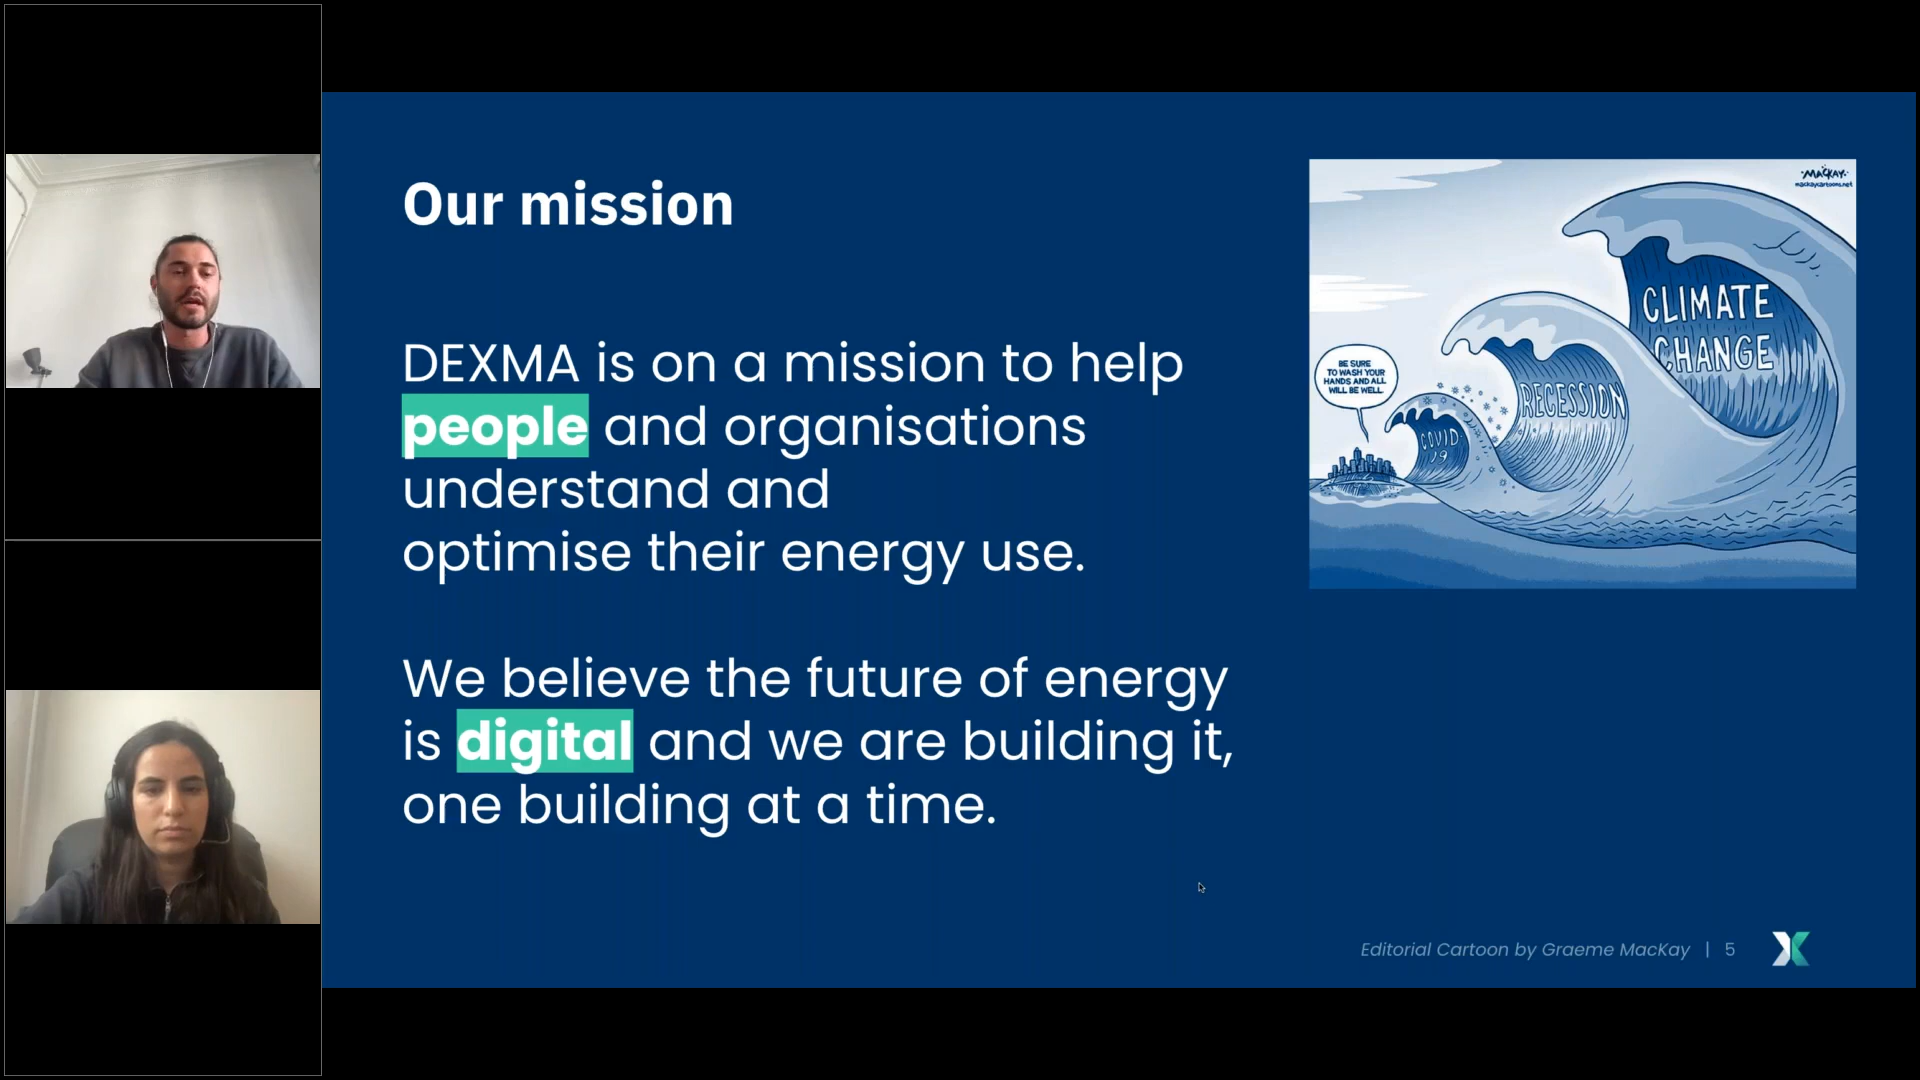 Our mission
DEXMA is on a mission to help
people and organisations
understand and
optimise their energy use.
We believe the future of energy
is digital and we are building it,
one building at a time.
MACKAY
mackaycartoons.net
CLIMATE
CHANGE
RECESSION
COVID
19
BE SURE
TO WASH YOUR
HANDS AND ALL
WILL BE WELL.
Editorial Cartoon by Graeme MacKay | 5